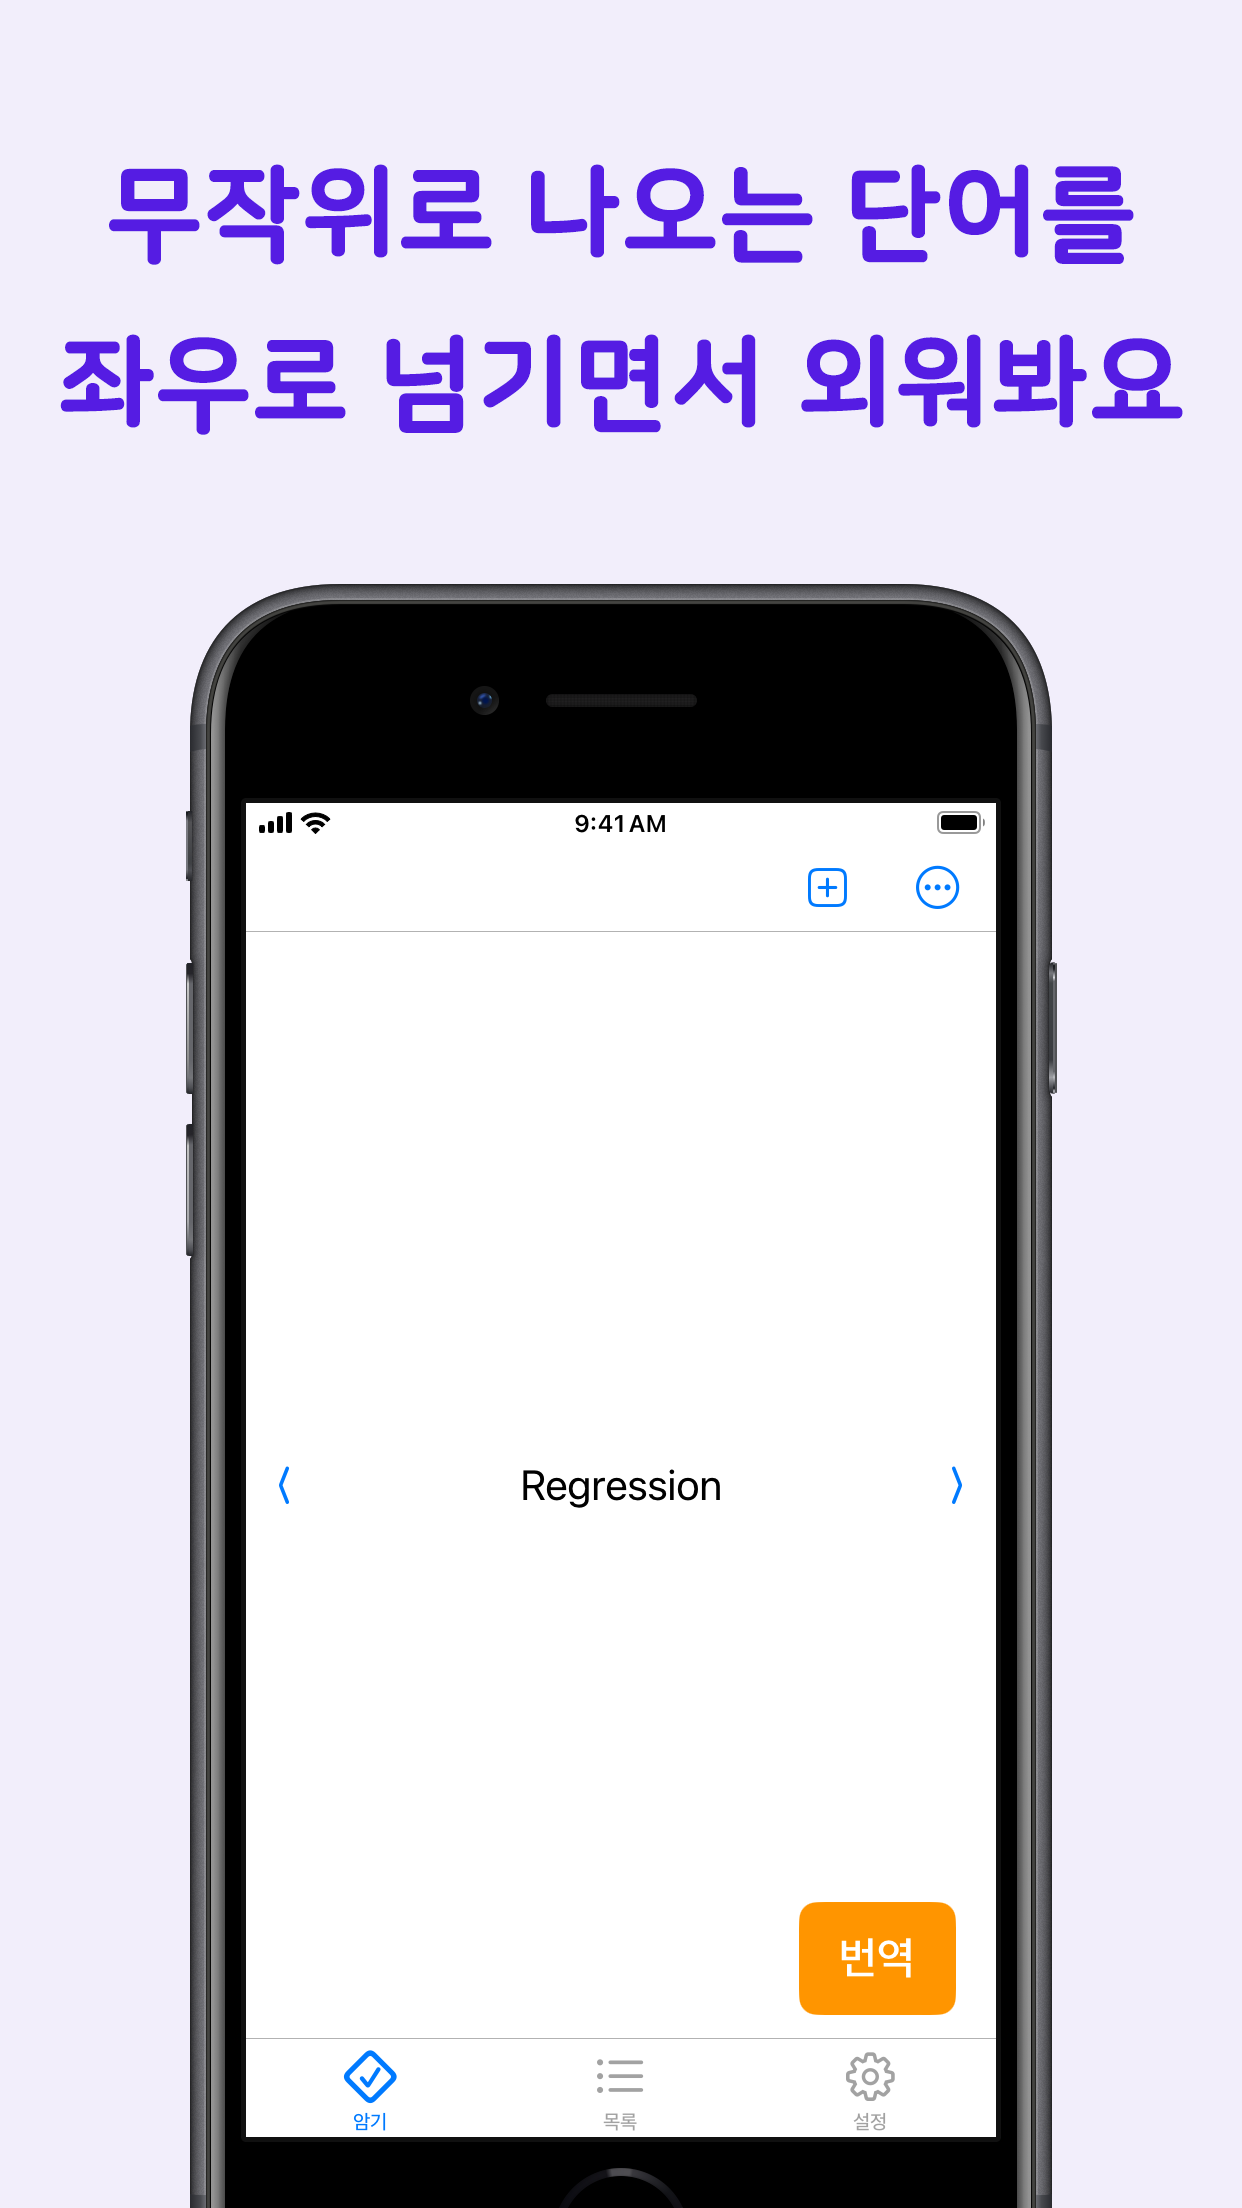 무작위로 나오는 단어를
좌우로 넘기면서 외워봐요
9:41 AM
Regression
번역
암기
목록
설정